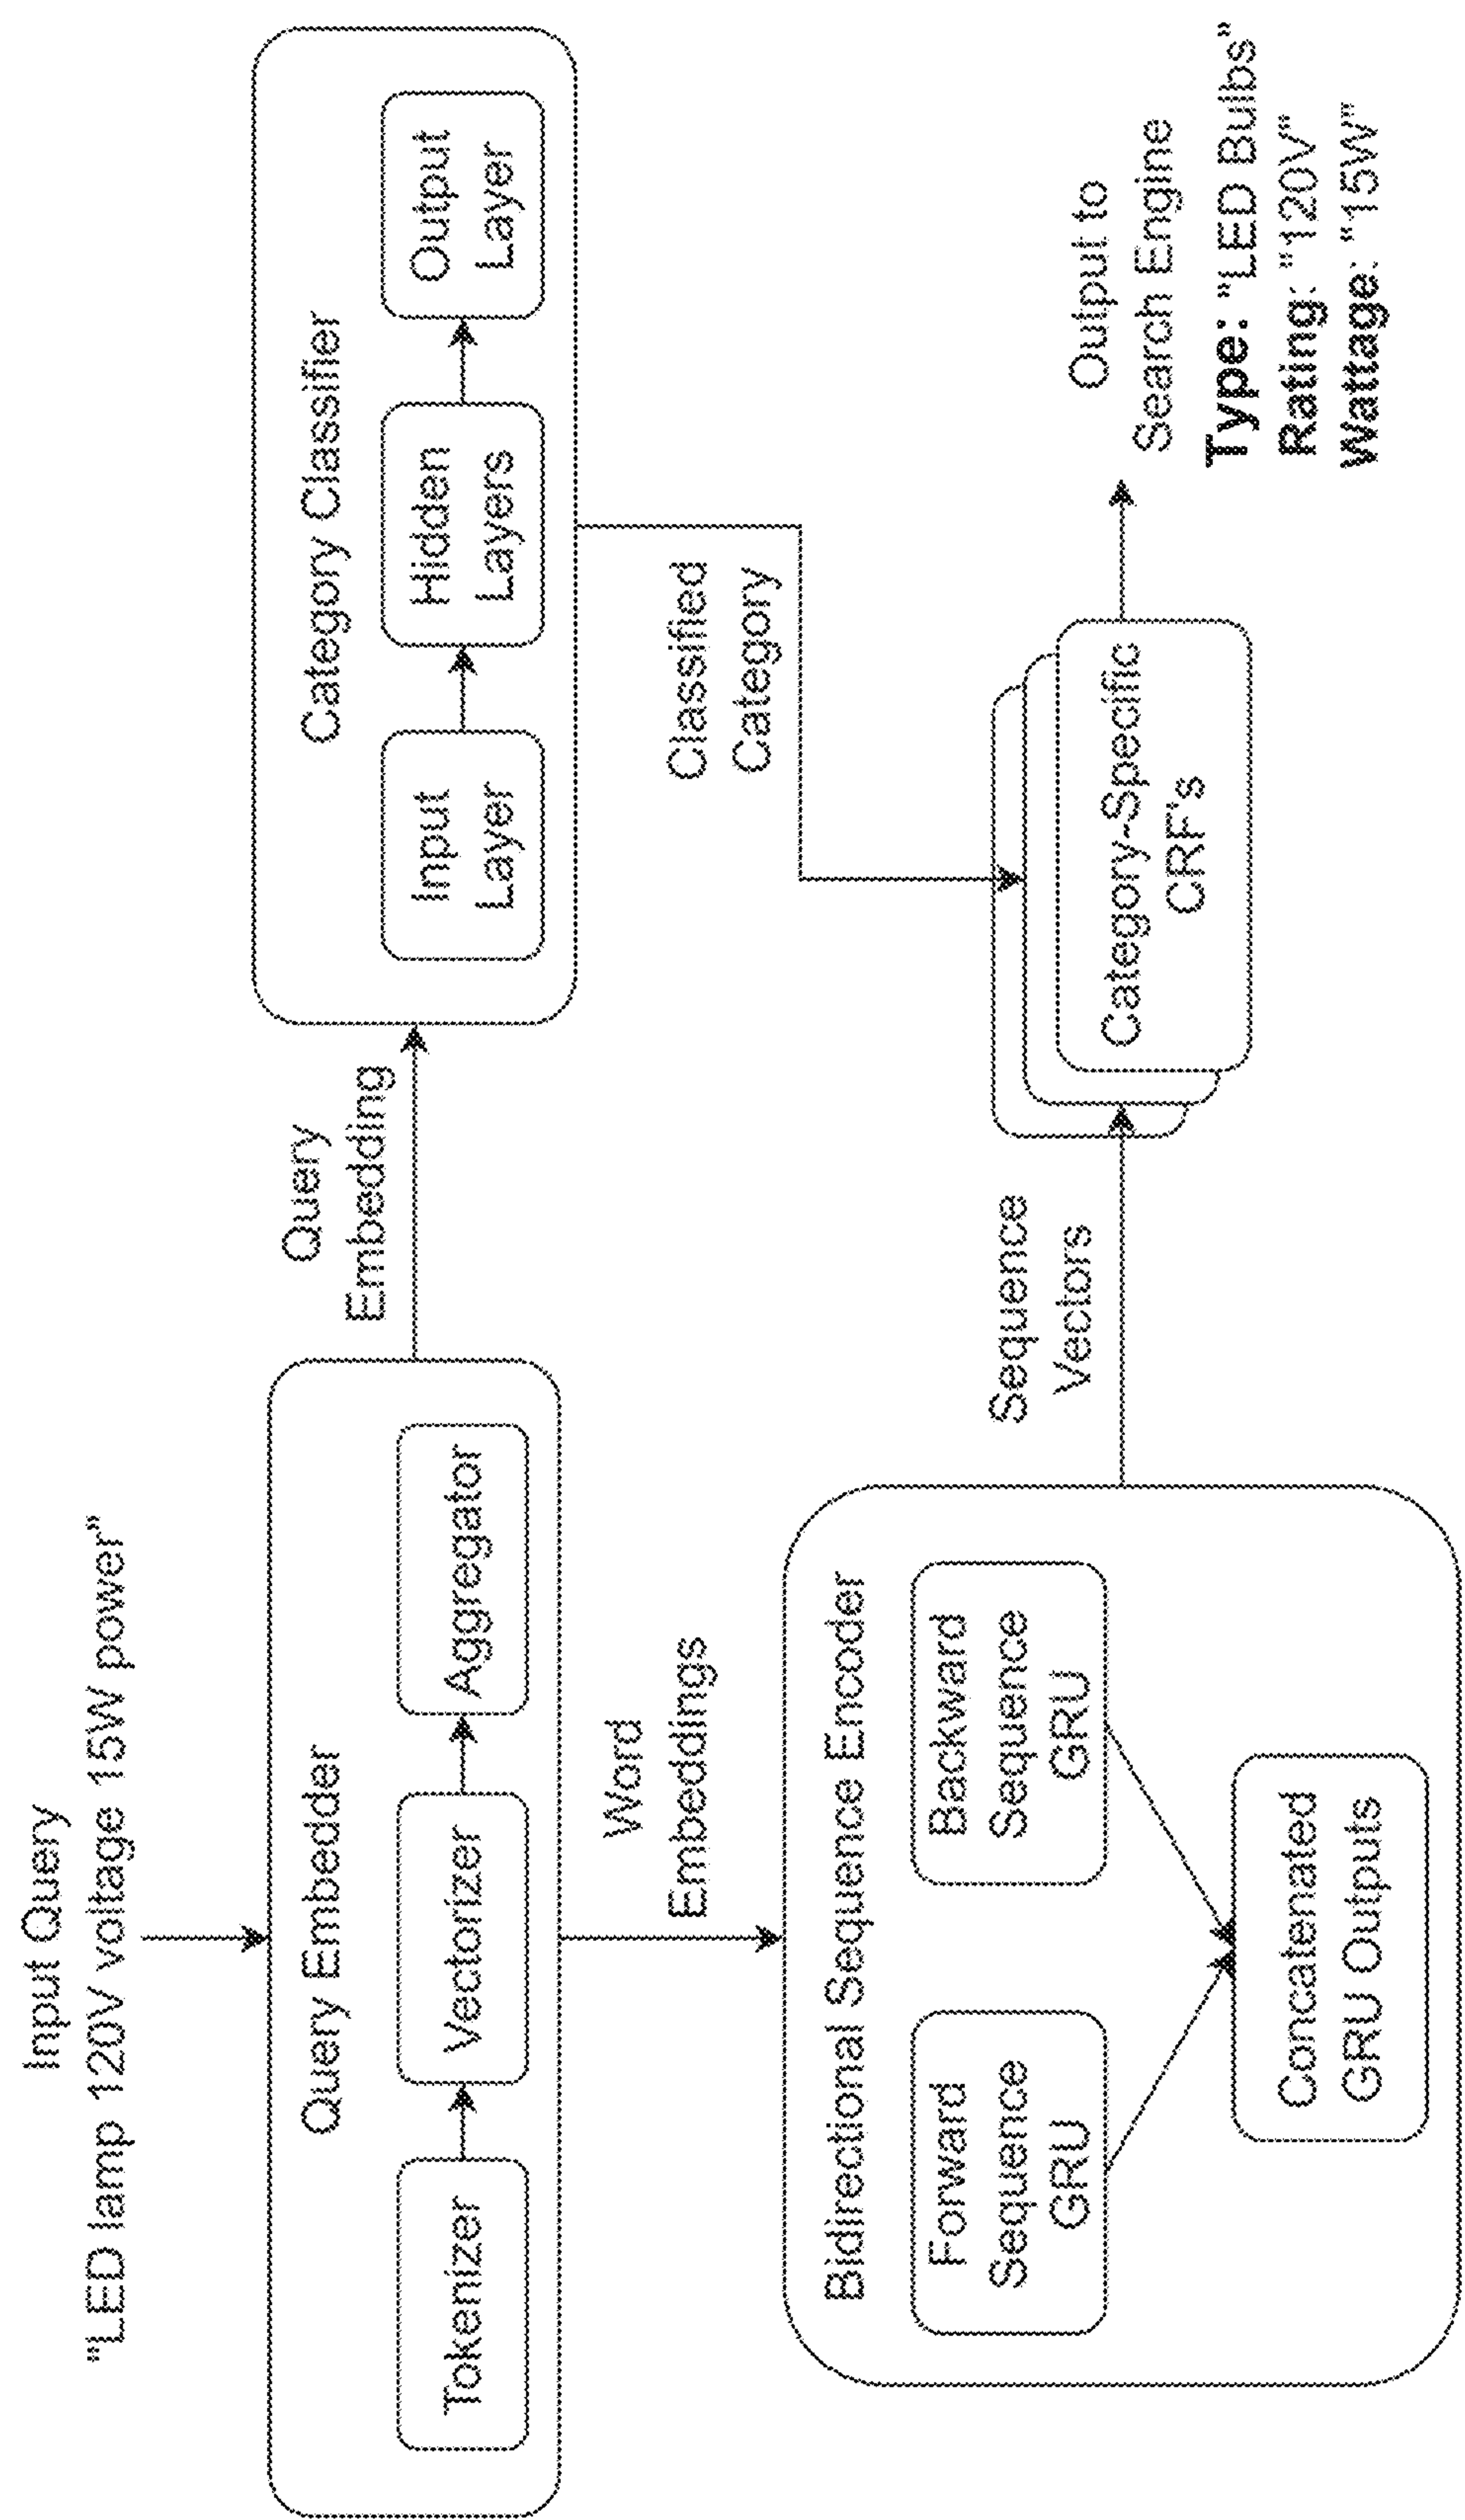 Input Query
"LED lamp 120V voltage 15W power"
Query Embedder
Tokenizer
Vectorizer
Aggregator
Query
Embedding
Category Classifier
Input
Layer
Hidden
Layers
Output
Layer
Word
Embeddings
Classified
Category
Bidirectional Sequence Encoder
Forward
Sequence
GRU
Backward
Sequence
GRU
Concatenated
GRU Outputs
Sequence
Vectors
Category-Specific
CRF's
Output to
Search Engine
Type: "LED Bulbs"
Rating: "120V"
Wattage: "15W"